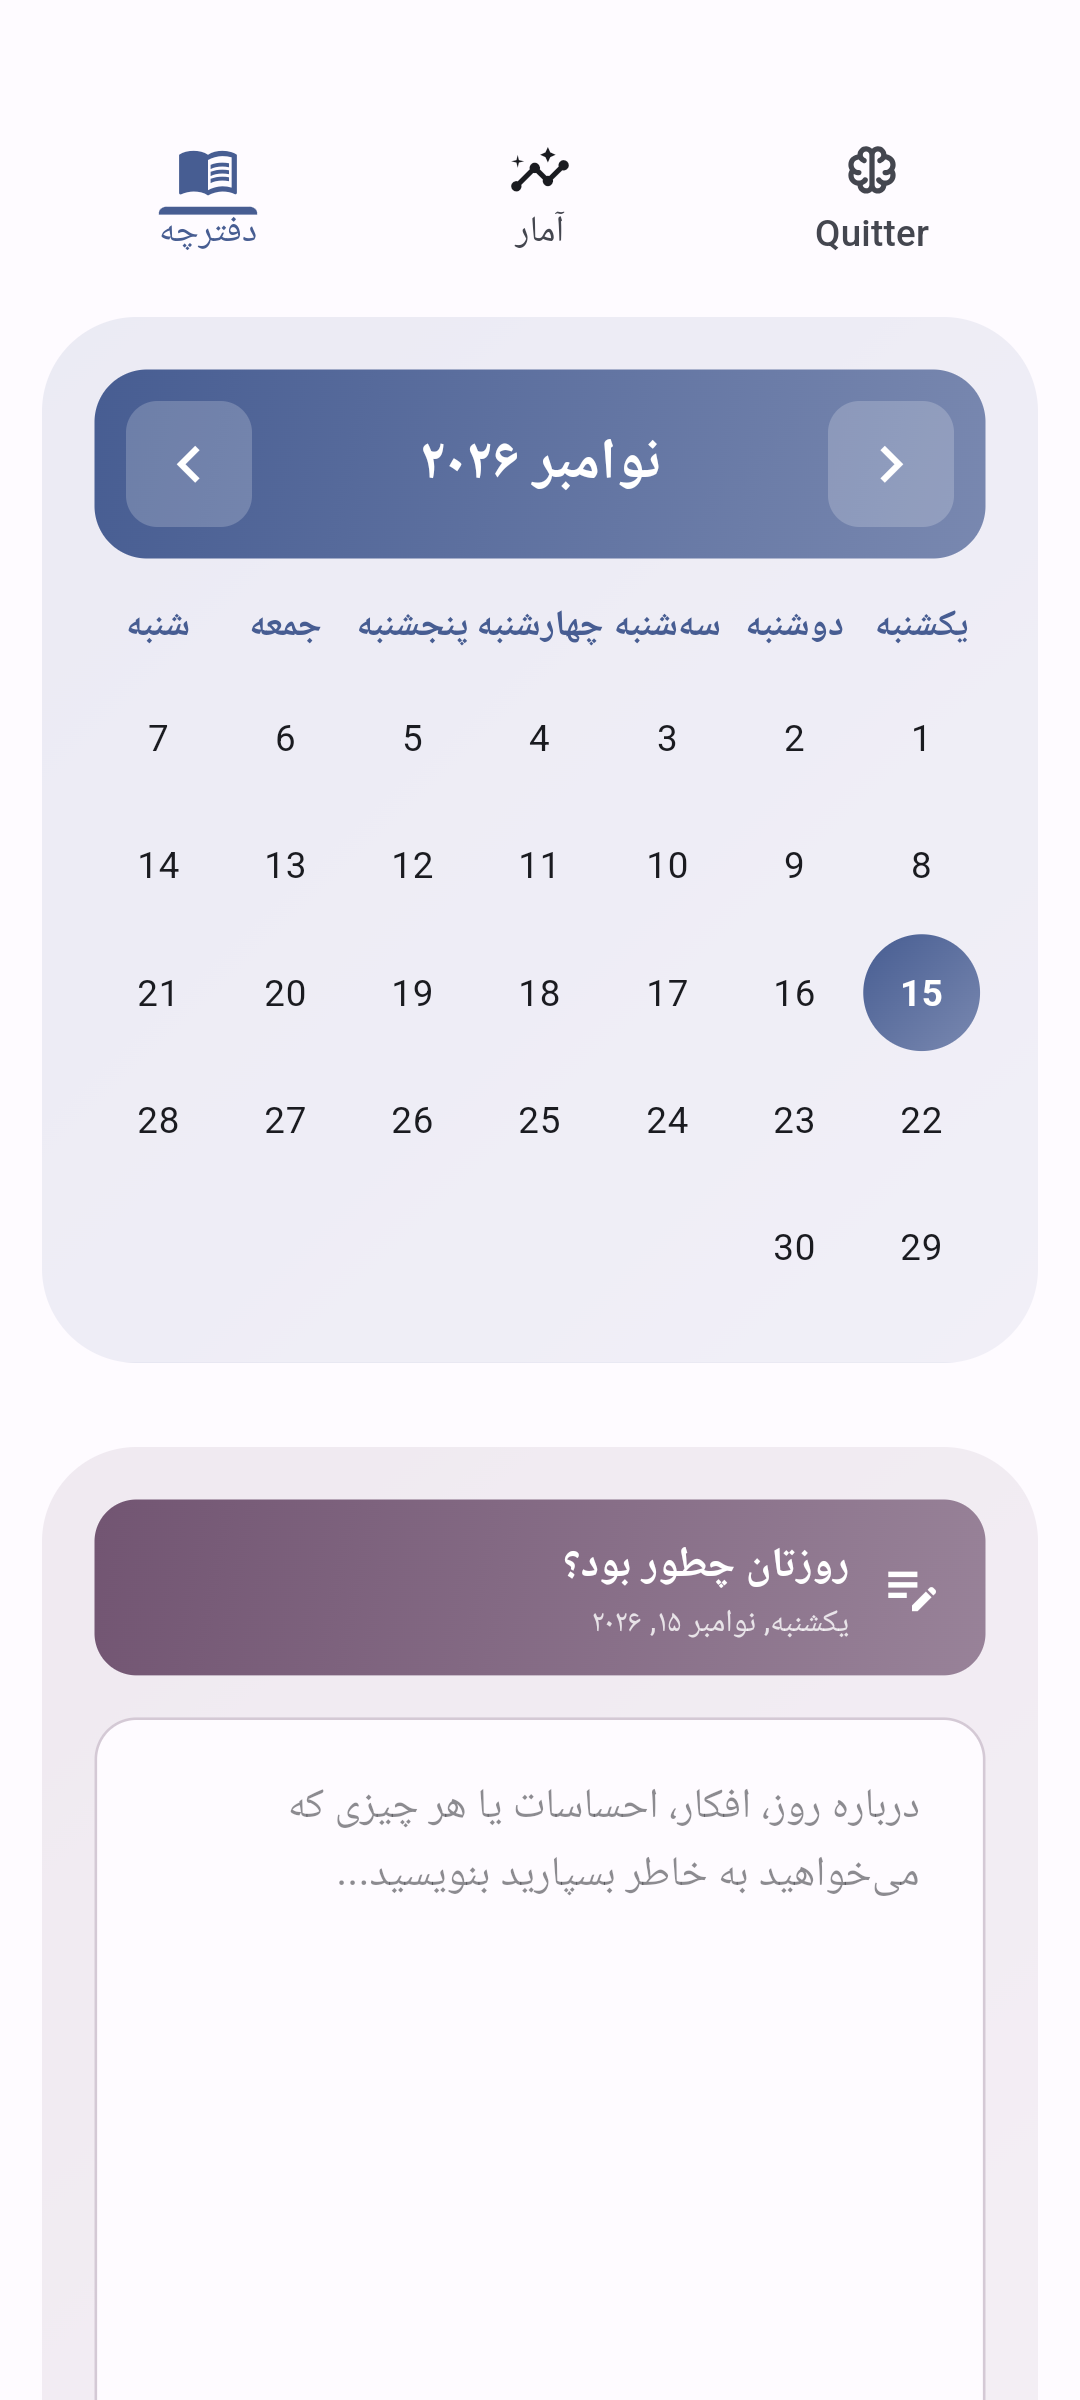 Quitter
آمار
دفترچه
نوامبر ۲۰۲۶
یکشنبه دوشنبه سه‌شنبه چهارشنبه پنجشنبه جمعه شنبه
1 2 3 4 5 6 7
8 9 10 11 12 13 14
15 16 17 18 19 20 21
22 23 24 25 26 27 28
29 30
روزتان چطور بود؟
یکشنبه, نوامبر ۱۵, ۲۰۲۶
درباره روز، افکار، احساسات یا هر چیزی که
می‌خواهید به خاطر بسپارید بنویسید...